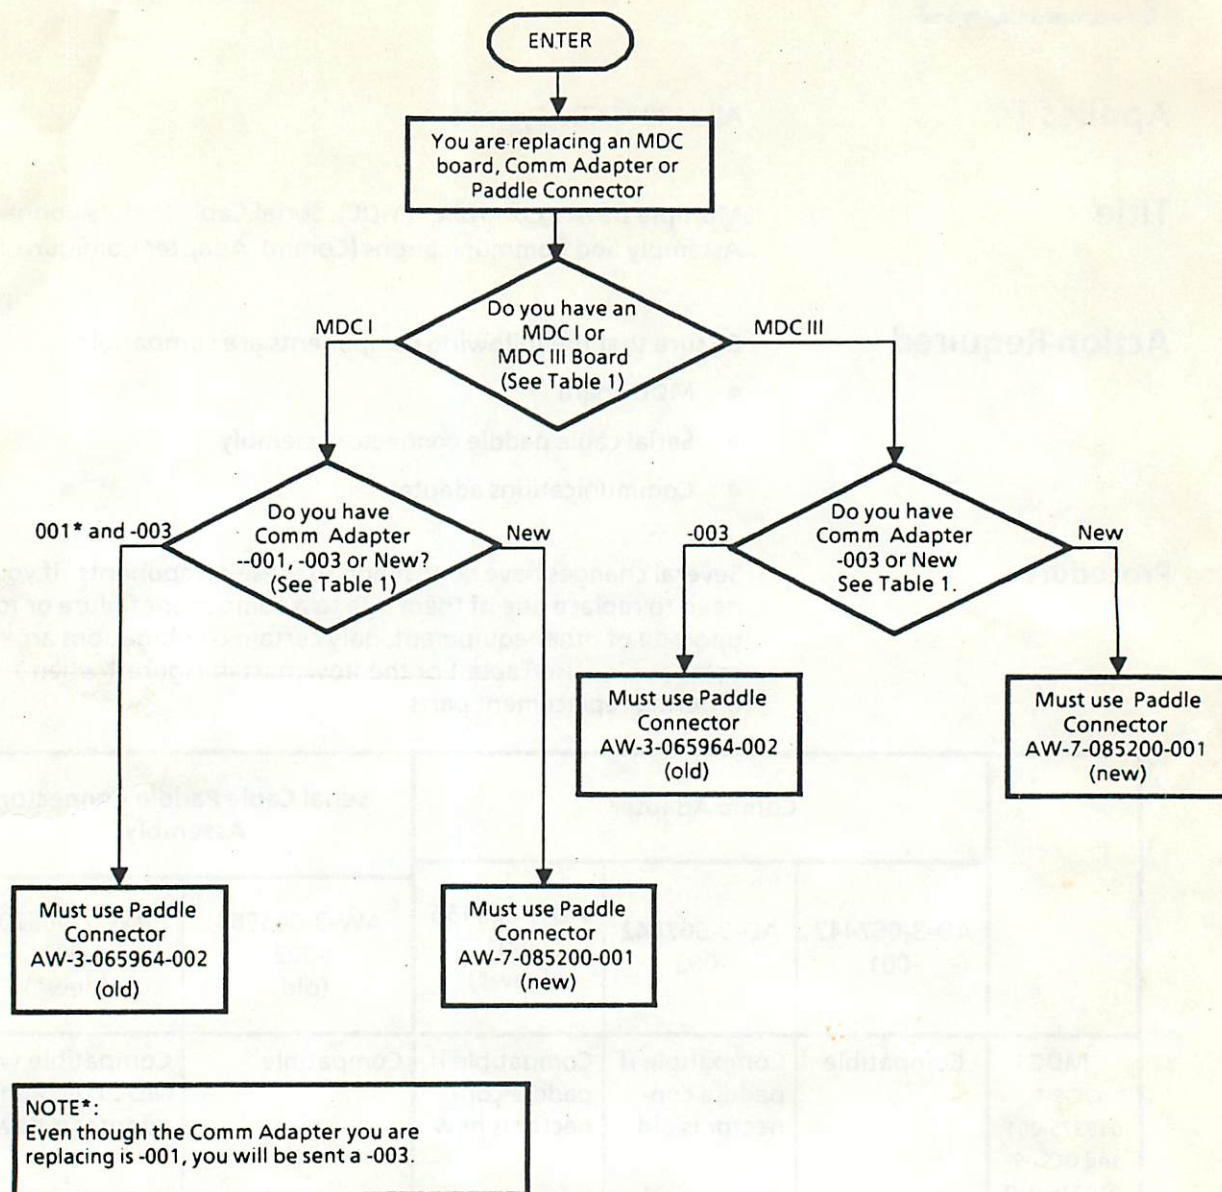 ENTER
You are replacing an MDC
board, Comm Adapter or
Paddle Connector
Do you have an
MDC I or
MDC III Board
(See Table 1)
MDC I
MDC III
Do you have
Comm Adapter
--001, -003 or New?
(See Table 1)
001* and -003
New
Do you have
Comm Adapter
-003 or New
See Table 1.
-003
New
Must use Paddle
Connector
AW-3-065964-002
(old)
Must use Paddle
Connector
AW-7-085200-001
(new)
Must use Paddle
Connector
AW-3-065964-002
(old)
Must use Paddle
Connector
AW-7-085200-001
(new)
NOTE*:
Even though the Comm Adapter you are
replacing is -001, you will be sent a -003.